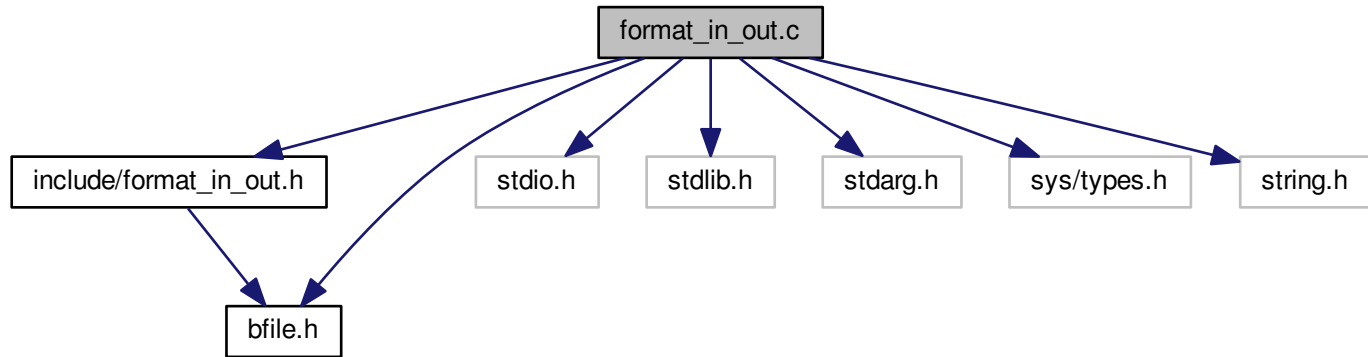 format_in_out.c
include/format_in_out.h
stdio.h
stdlib.h
stdarg.h
sys/types.h
string.h
bfile.h